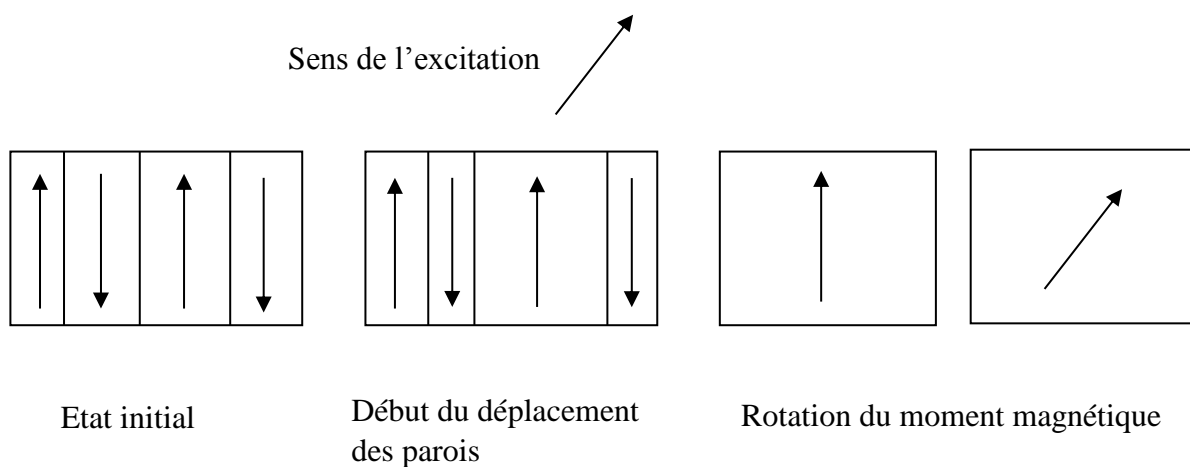 Sens de l’excitation
Etat initial
Début du déplacement
des parois
Rotation du moment magnétique